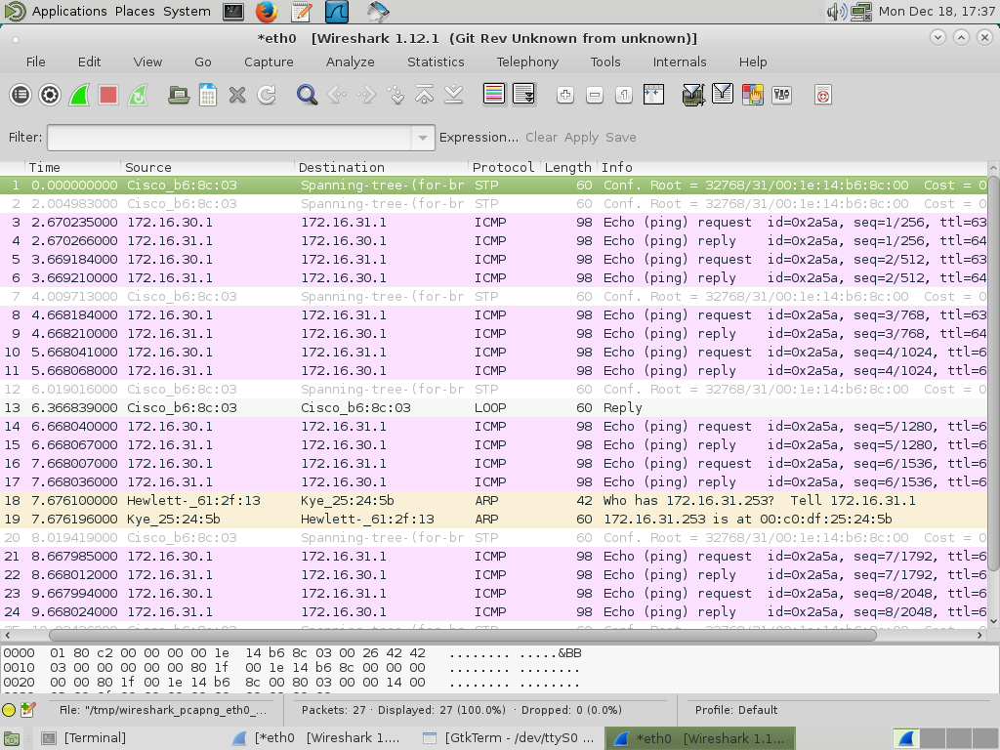 Applications Places System Mon Dec 18, 17:37
*eth0 [Wireshark 1.12.1 (Git Rev Unknown from unknown)]
File Edit View Go Capture Analyze Statistics Telephony Tools Internals Help
Filter: Expression... Clear Apply Save
Time Source Destination Protocol Length Info
1 0.000000000 Cisco_b6:8c:03 Spanning-tree-(for-br STP 60 Conf. Root = 32768/31/00:1e:14:b6:8c:00 Cost = 0
2 2.004983000 Cisco_b6:8c:03 Spanning-tree-(for-br STP 60 Conf. Root = 32768/31/00:1e:14:b6:8c:00 Cost = 0
3 2.670235000 172.16.30.1 172.16.31.1 ICMP 98 Echo (ping) request id=0x2a5a, seq=1/256, ttl=63
4 2.670266000 172.16.31.1 172.16.30.1 ICMP 98 Echo (ping) reply id=0x2a5a, seq=1/256, ttl=64
5 3.669184000 172.16.30.1 172.16.31.1 ICMP 98 Echo (ping) request id=0x2a5a, seq=2/512, ttl=63
6 3.669210000 172.16.31.1 172.16.30.1 ICMP 98 Echo (ping) reply id=0x2a5a, seq=2/512, ttl=64
7 4.009713000 Cisco_b6:8c:03 Spanning-tree-(for-br STP 60 Conf. Root = 32768/31/00:1e:14:b6:8c:00 Cost = 0
8 4.668184000 172.16.30.1 172.16.31.1 ICMP 98 Echo (ping) request id=0x2a5a, seq=3/768, ttl=63
9 4.668210000 172.16.31.1 172.16.30.1 ICMP 98 Echo (ping) reply id=0x2a5a, seq=3/768, ttl=64
10 5.668041000 172.16.30.1 172.16.31.1 ICMP 98 Echo (ping) request id=0x2a5a, seq=4/1024, ttl=6
11 5.668068000 172.16.31.1 172.16.30.1 ICMP 98 Echo (ping) reply id=0x2a5a, seq=4/1024, ttl=6
12 6.019016000 Cisco_b6:8c:03 Spanning-tree-(for-br STP 60 Conf. Root = 32768/31/00:1e:14:b6:8c:00 Cost = 0
13 6.366839000 Cisco_b6:8c:03 Cisco_b6:8c:03 LOOP 60 Reply
14 6.668040000 172.16.30.1 172.16.31.1 ICMP 98 Echo (ping) request id=0x2a5a, seq=5/1280, ttl=6
15 6.668067000 172.16.31.1 172.16.30.1 ICMP 98 Echo (ping) reply id=0x2a5a, seq=5/1280, ttl=6
16 7.668007000 172.16.30.1 172.16.31.1 ICMP 98 Echo (ping) request id=0x2a5a, seq=6/1536, ttl=6
17 7.668036000 172.16.31.1 172.16.30.1 ICMP 98 Echo (ping) reply id=0x2a5a, seq=6/1536, ttl=6
18 7.676100000 Hewlett-_61:2f:13 Kye_25:24:5b ARP 42 Who has 172.16.31.253? Tell 172.16.31.1
19 7.676196000 Kye_25:24:5b Hewlett-_61:2f:13 ARP 60 172.16.31.253 is at 00:c0:df:25:24:5b
20 8.019419000 Cisco_b6:8c:03 Spanning-tree-(for-br STP 60 Conf. Root = 32768/31/00:1e:14:b6:8c:00 Cost = 0
21 8.667985000 172.16.30.1 172.16.31.1 ICMP 98 Echo (ping) request id=0x2a5a, seq=7/1792, ttl=6
22 8.668012000 172.16.31.1 172.16.30.1 ICMP 98 Echo (ping) reply id=0x2a5a, seq=7/1792, ttl=6
23 9.667994000 172.16.30.1 172.16.31.1 ICMP 98 Echo (ping) request id=0x2a5a, seq=8/2048, ttl=6
24 9.668024000 172.16.31.1 172.16.30.1 ICMP 98 Echo (ping) reply id=0x2a5a, seq=8/2048, ttl=6
0000 01 80 c2 00 00 00 00 1e 14 b6 8c 03 00 26 42 42 ........ .....&BB
0010 03 00 00 00 00 00 80 1f 00 1e 14 b6 8c 00 00 00 ........ ........
0020 00 00 80 1f 00 1e 14 b6 8c 00 80 03 00 00 14 00 ........ ........
File: "/tmp/wireshark_pcapng_eth0_... Packets: 27 · Displayed: 27 (100.0%) · Dropped: 0 (0.0%) Profile: Default
[Terminal] [*eth0 [Wireshark 1.... [GtkTerm - /dev/ttyS0 ... *eth0 [Wireshark 1.1...